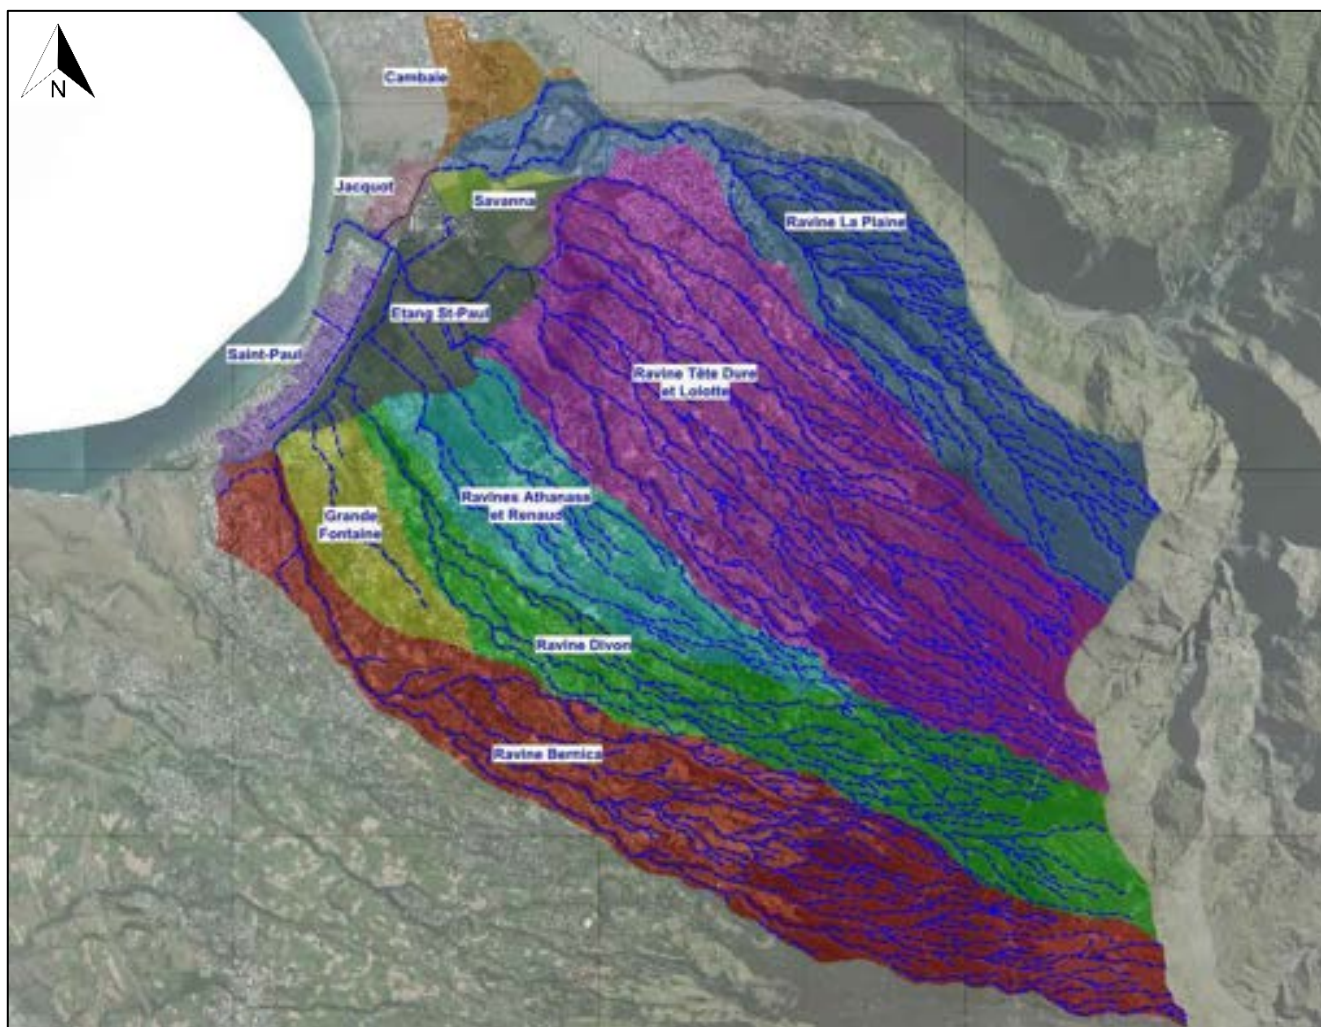 N
Cambaie
Jacquot
Savanna
Ravine La Plaine
Etang St-Paul
Saint-Paul
Ravine Tête Dure
et Lolotte
Ravines Athanase
et Renaud
Grande
Fontaine
Ravine Divon
Ravine Bernica